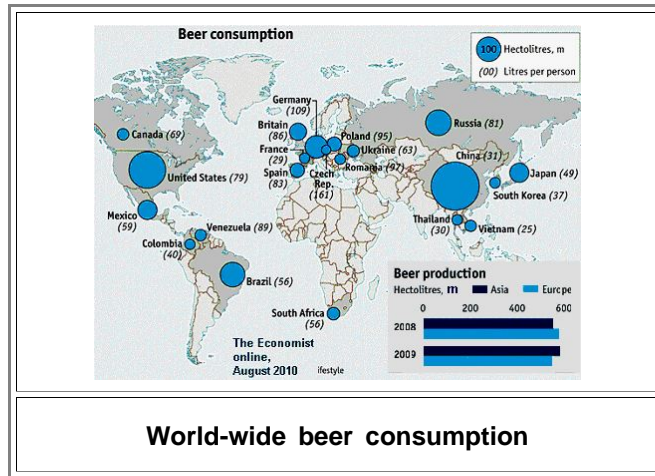 Beer consumption
100 Hectolitres, m
(00) Litres per person
Germany
(109)
Britain
(86)
Canada (69)
Poland (95)
Russia (81)
France
(29)
Ukraine (63)
United States (79)
Spain
(83)
Czech
Rep.
(161)
Romania (97)
China (31)
Japan (49)
South Korea (37)
Mexico
(59)
Venezuela (89)
Thailand
(30)
Vietnam (25)
Colombia
(40)
Brazil (56)
South Africa
(56)
Beer production
Hectolitres, m Asia Europe
0 200 400 600
2008
2009
The Economist
online,
August 2010
ifestyle
World-wide beer consumption